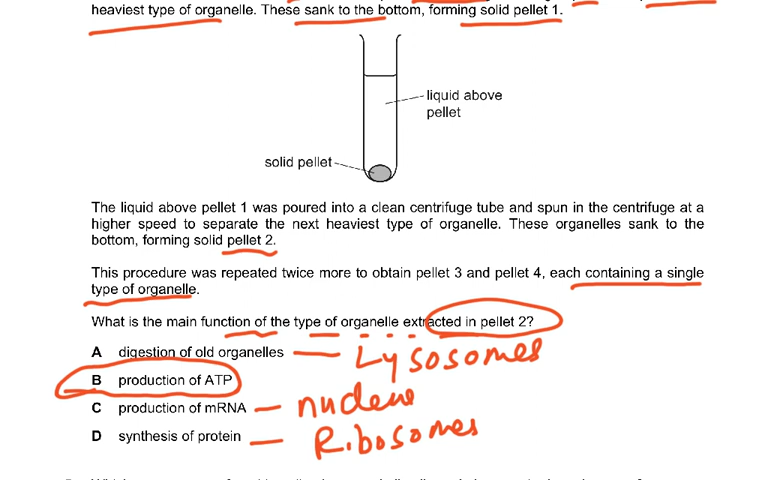 heaviest type of organelle. These sank to the bottom, forming solid pellet 1.
liquid above
pellet
solid pellet
The liquid above pellet 1 was poured into a clean centrifuge tube and spun in the centrifuge at a
higher speed to separate the next heaviest type of organelle. These organelles sank to the
bottom, forming solid pellet 2.
This procedure was repeated twice more to obtain pellet 3 and pellet 4, each containing a single
type of organelle.
What is the main function of the type of organelle extracted in pellet 2?
A digestion of old organelles — Lysosomes
B production of ATP
C production of mRNA — nucleus
D synthesis of protein — Ribosomes